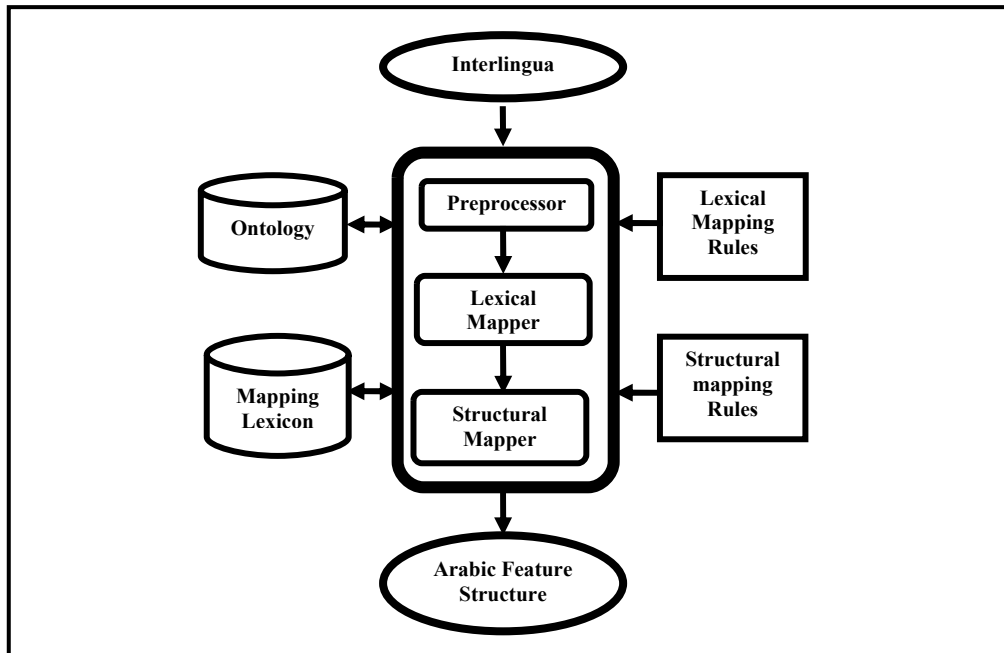 Interlingua
Preprocessor
Ontology
Lexical
Mapping
Rules
Lexical
Mapper
Mapping
Lexicon
Structural
mapping
Rules
Structural
Mapper
Arabic Feature
Structure